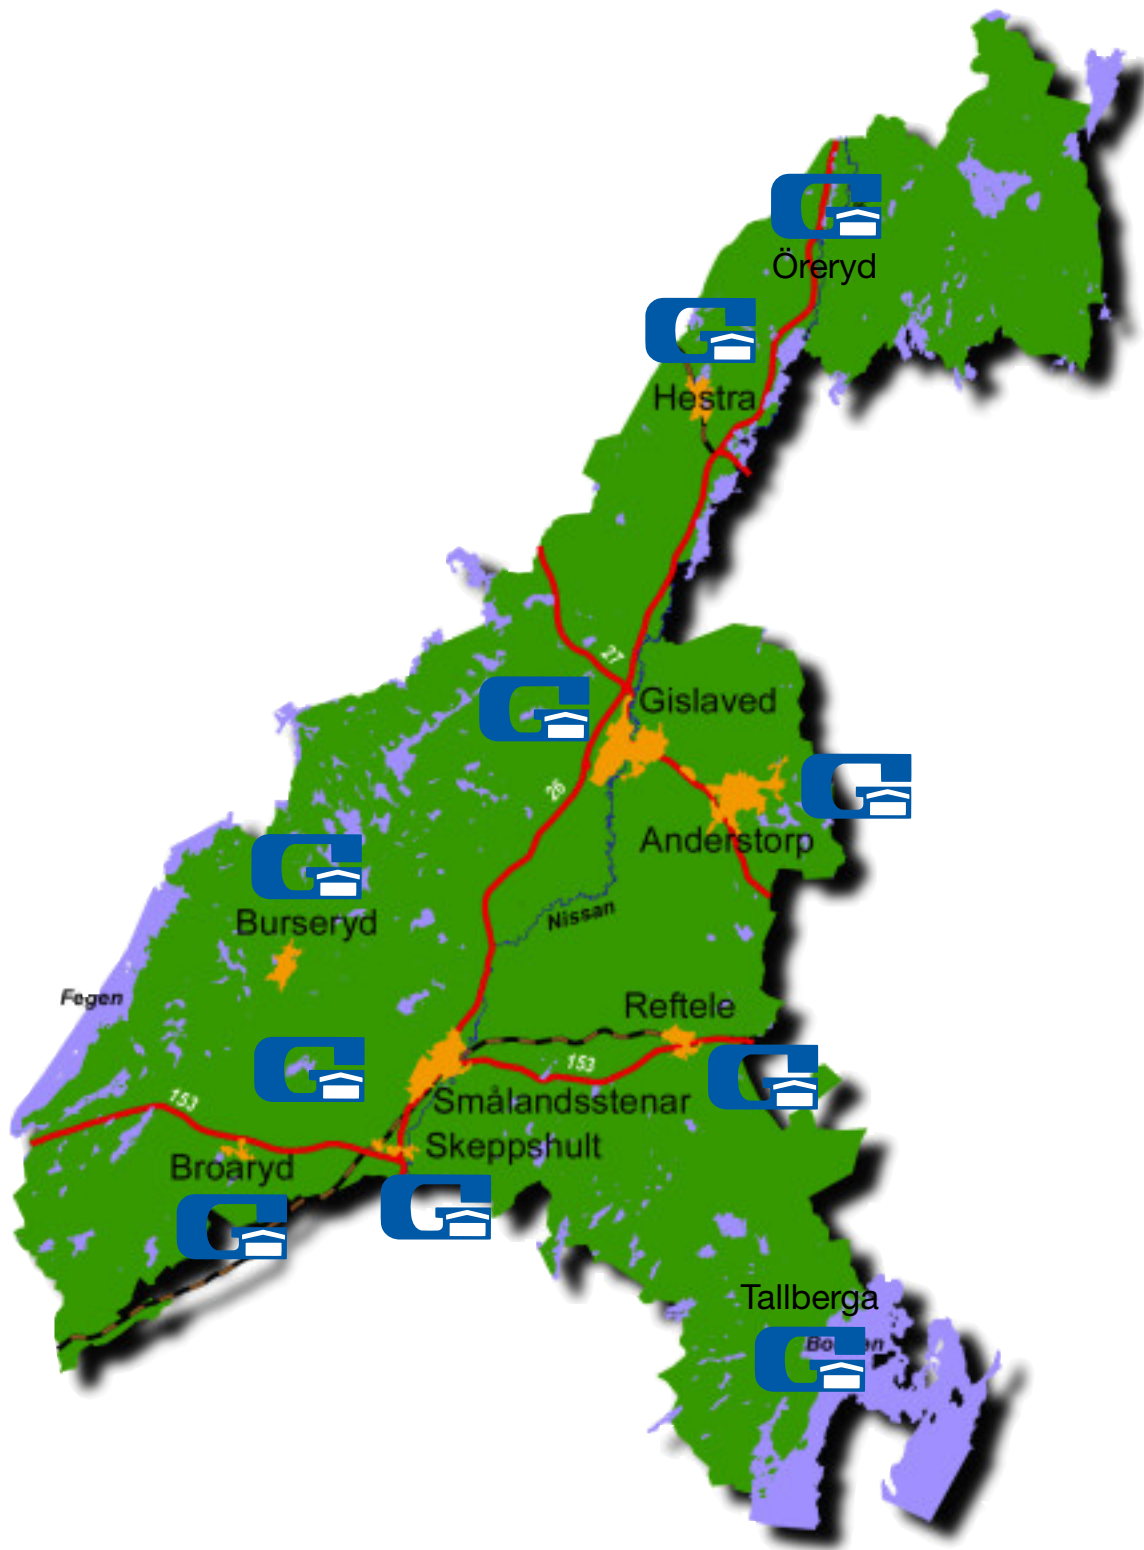 Öreryd
Hestra
27
Gislaved
26
Anderstorp
Burseryd
Nissan
Fegen
Reftele
153
153
Smålandsstenar
Skeppshult
Broaryd
Tallberga